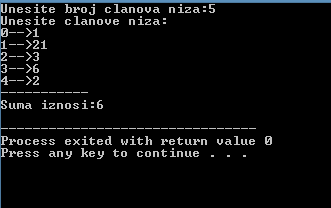 Unesite broj clanova niza:5
Unesite clanove niza:
0-->1
1-->21
2-->3
3-->6
4-->2
-----------
Suma iznosi:6

--------------------------------
Process exited with return value 0
Press any key to continue . . .